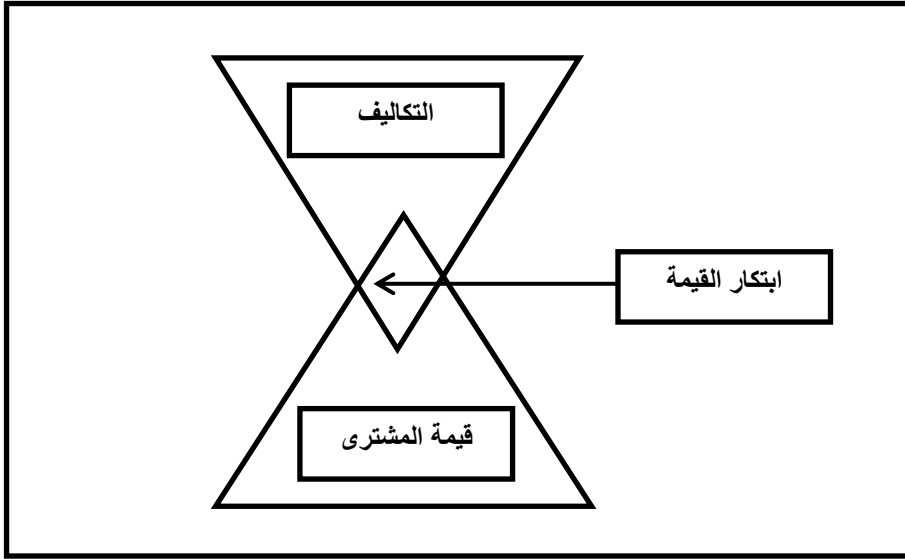 التكاليف
ابتكار القيمة
قيمة المشترى